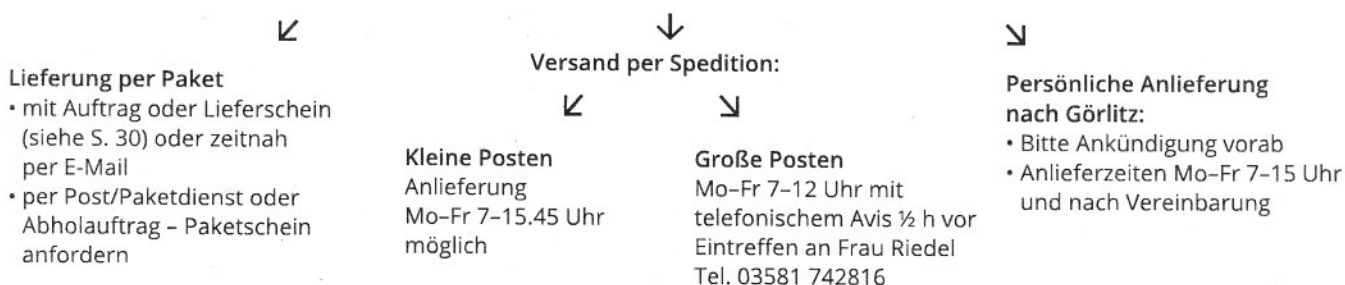 Lieferung per Paket
• mit Auftrag oder Lieferschein
(siehe S. 30) oder zeitnah
per E-Mail
• per Post/Paketdienst oder
Abholauftrag – Paketschein
anfordern
Versand per Spedition:
Kleine Posten
Anlieferung
Mo–Fr 7–15.45 Uhr
möglich
Große Posten
Mo–Fr 7–12 Uhr mit
telefonischem Avis ½ h vor
Eintreffen an Frau Riedel
Tel. 03581 742816
Persönliche Anlieferung
nach Görlitz:
• Bitte Ankündigung vorab
• Anlieferzeiten Mo–Fr 7–15 Uhr
und nach Vereinbarung